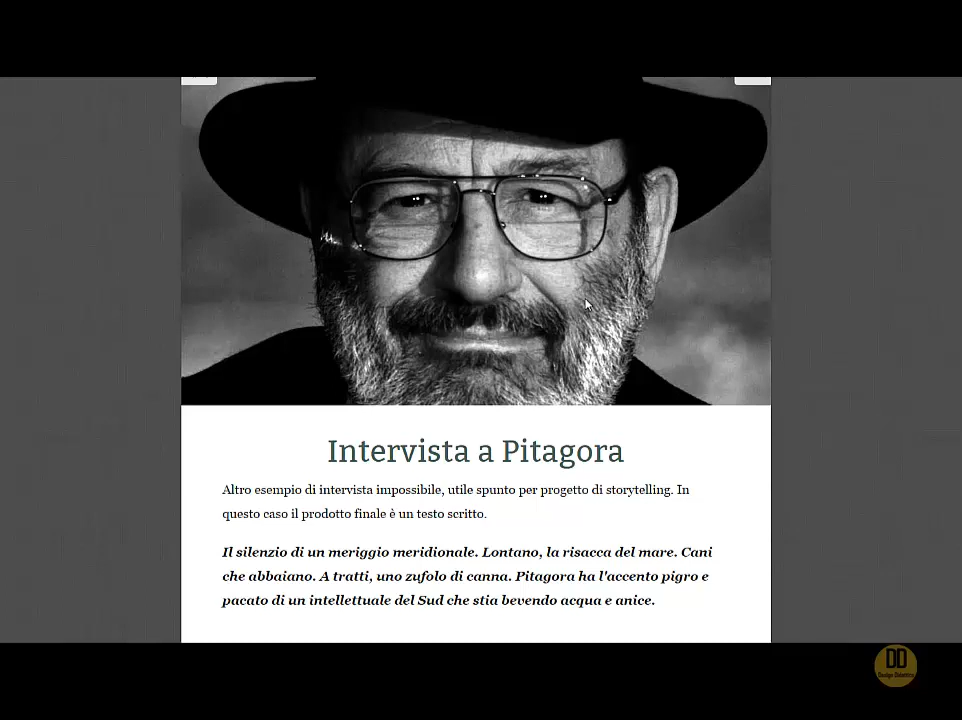 Intervista a Pitagora
Altro esempio di intervista impossibile, utile spunto per progetto di storytelling. In
questo caso il prodotto finale è un testo scritto.
Il silenzio di un meriggio meridionale. Lontano, la risacca del mare. Cani
che abbaiano. A tratti, uno zufolo di canna. Pitagora ha l'accento pigro e
pacato di un intellettuale del Sud che stia bevendo acqua e anice.
DD